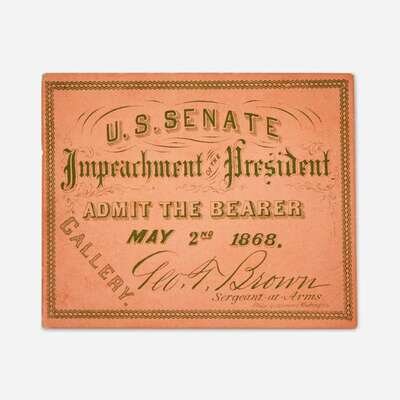 U.S. SENATE
Impeachment OF THE President
ADMIT THE BEARER
MAY 2ND 1868.
GALLERY.
Geo. T. Brown
Sergeant-at-Arms